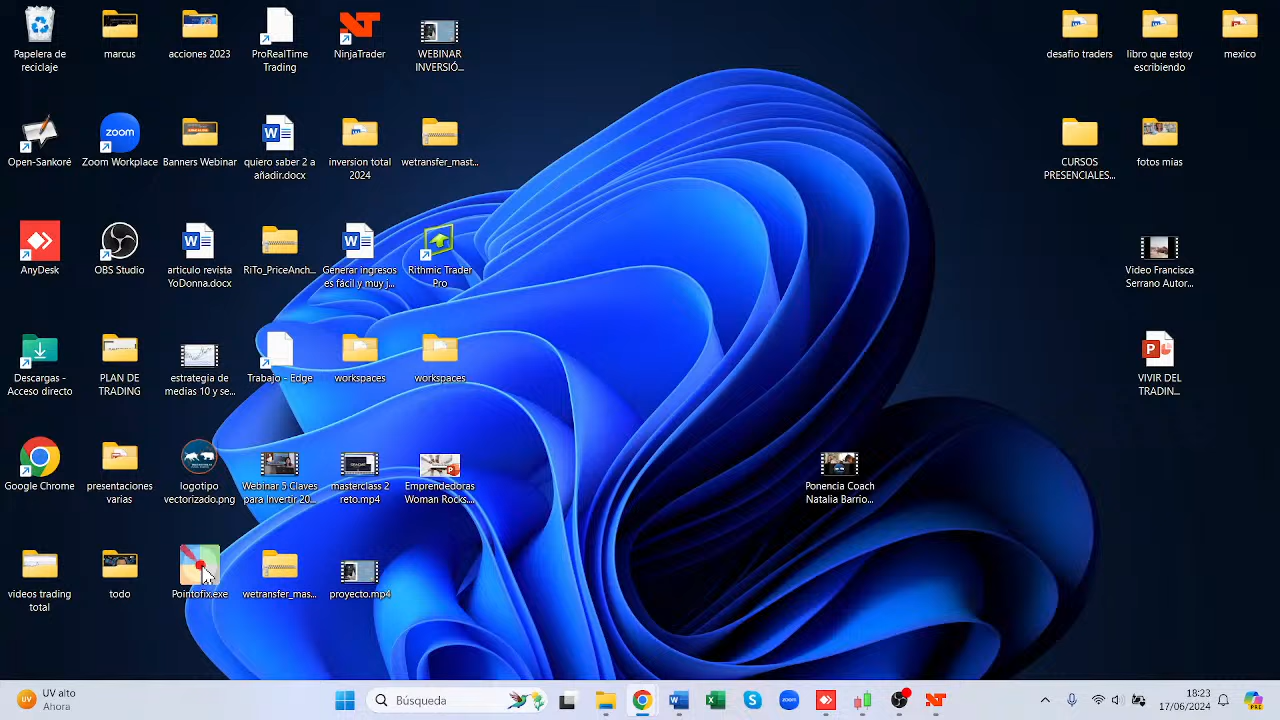 Papelera de
reciclaje
marcus
acciones 2023
ProRealTime
Trading
NinjaTrader
WEBINAR
INVERSIÓ...
desafio traders
libro que estoy
escribiendo
mexico
Open-Sankoré
zoom
Zoom Workplace
Banners Webinar
quiero saber 2 a
añadir.docx
inversion total
2024
wetransfer_mast...
CURSOS
PRESENCIALES...
fotos mias
AnyDesk
OBS Studio
articulo revista
YoDonna.docx
RiTo_PriceAnch...
Generar ingresos
es fácil y muy j...
Rithmic Trader
Pro
Vídeo Francisca
Serrano Autor...
Descargas -
Acceso directo
PLAN DE
TRADING
estrategia de
medias 10 y se...
Trabajo - Edge
workspaces
workspaces
VIVIR DEL
TRADIN...
Google Chrome
presentaciones
varias
logotipo
vectorizado.png
Webinar 5 Claves
para Invertir 20...
masterclass 2
reto.mp4
Emprendedoras
Woman Rocks...
Ponencia Coach
Natalia Barrio...
videos trading
total
todo
Pointofix.exe
wetransfer_mas...
proyecto.mp4
UV alto
Ahora
Búsqueda
zoom
18:23
17/06/2024